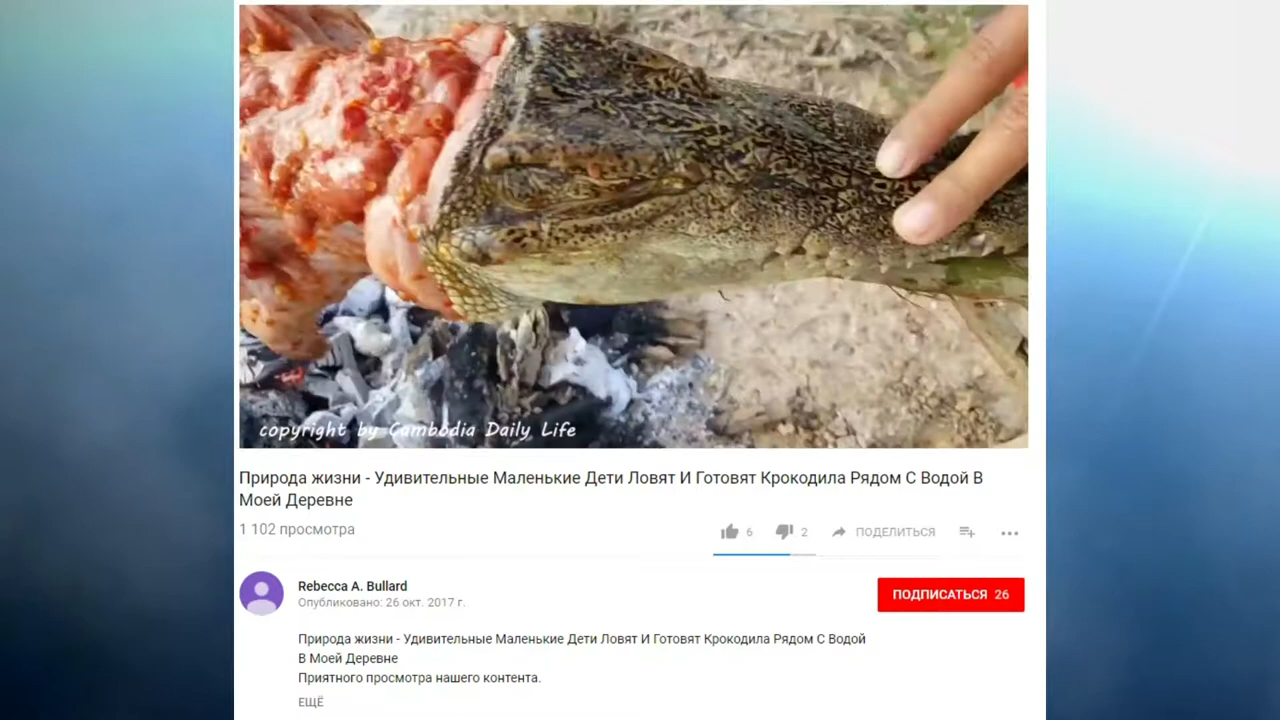 copyright by Cambodia Daily Life
Природа жизни - Удивительные Маленькие Дети Ловят И Готовят Крокодила Рядом С Водой В
Моей Деревне
1 102 просмотра
6 2 ПОДЕЛИТЬСЯ
Rebecca A. Bullard
Опубликовано: 26 окт. 2017 г.
ПОДПИСАТЬСЯ 26
Природа жизни - Удивительные Маленькие Дети Ловят И Готовят Крокодила Рядом С Водой
В Моей Деревне
Приятного просмотра нашего контента.
ЕЩЁ